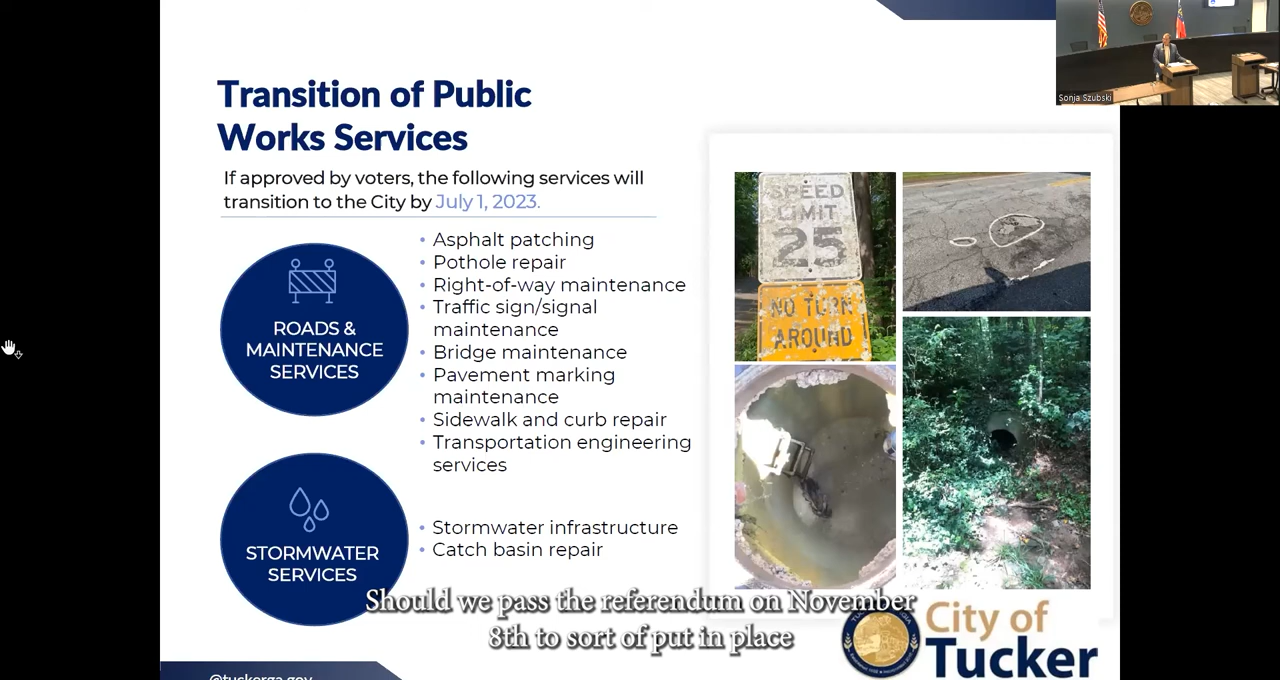 Sonja Szubski
Transition of Public
Works Services
If approved by voters, the following services will
transition to the City by July 1, 2023.
ROADS &
MAINTENANCE
SERVICES
• Asphalt patching
• Pothole repair
• Right-of-way maintenance
• Traffic sign/signal
maintenance
• Bridge maintenance
• Pavement marking
maintenance
• Sidewalk and curb repair
• Transportation engineering
services
STORMWATER
SERVICES
• Stormwater infrastructure
• Catch basin repair
SPEED
LIMIT
25
NO TURN
AROUND
Should we pass the referendum on November
8th to sort of put in place
City of
Tucker
@tuckerga.gov